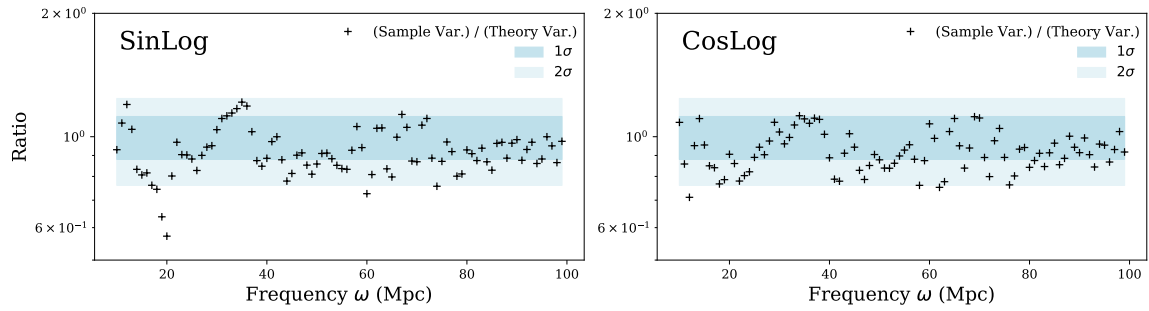 SinLog
(Sample Var.) / (Theory Var.)
1σ
2σ
Ratio
2 × 10⁰
10⁰
6 × 10⁻¹
20
40
60
80
100
Frequency ω (Mpc)
CosLog
(Sample Var.) / (Theory Var.)
1σ
2σ
2 × 10⁰
10⁰
6 × 10⁻¹
20
40
60
80
100
Frequency ω (Mpc)